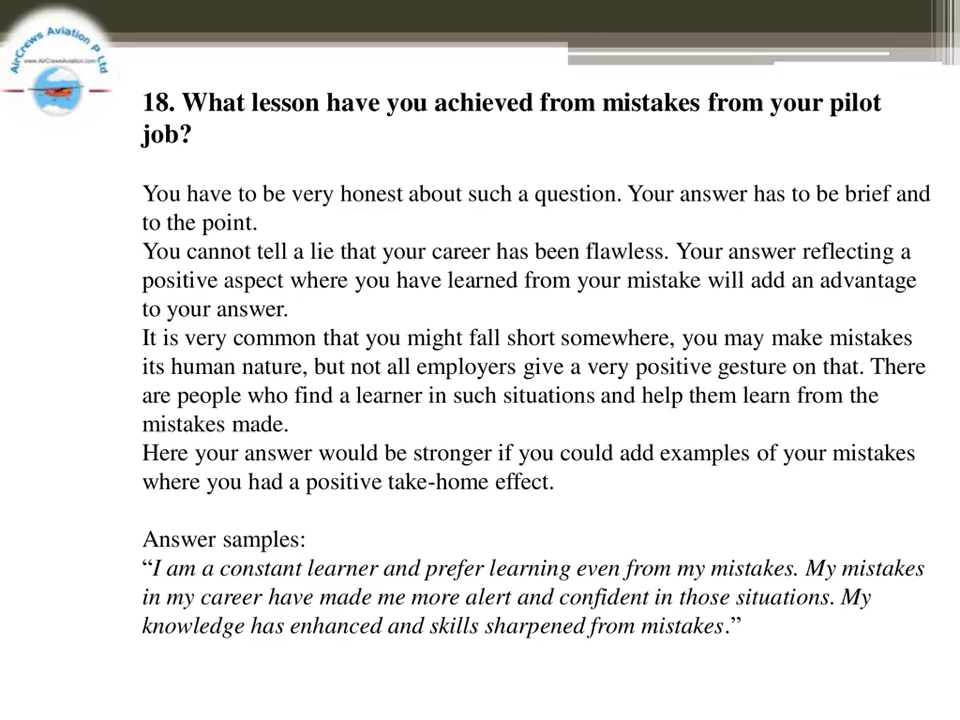 AirCrews Aviation P Ltd
www.AirCrewsAviation.com
18. What lesson have you achieved from mistakes from your pilot
job?
You have to be very honest about such a question. Your answer has to be brief and
to the point.
You cannot tell a lie that your career has been flawless. Your answer reflecting a
positive aspect where you have learned from your mistake will add an advantage
to your answer.
It is very common that you might fall short somewhere, you may make mistakes
its human nature, but not all employers give a very positive gesture on that. There
are people who find a learner in such situations and help them learn from the
mistakes made.
Here your answer would be stronger if you could add examples of your mistakes
where you had a positive take-home effect.
Answer samples:
“I am a constant learner and prefer learning even from my mistakes. My mistakes
in my career have made me more alert and confident in those situations. My
knowledge has enhanced and skills sharpened from mistakes.”